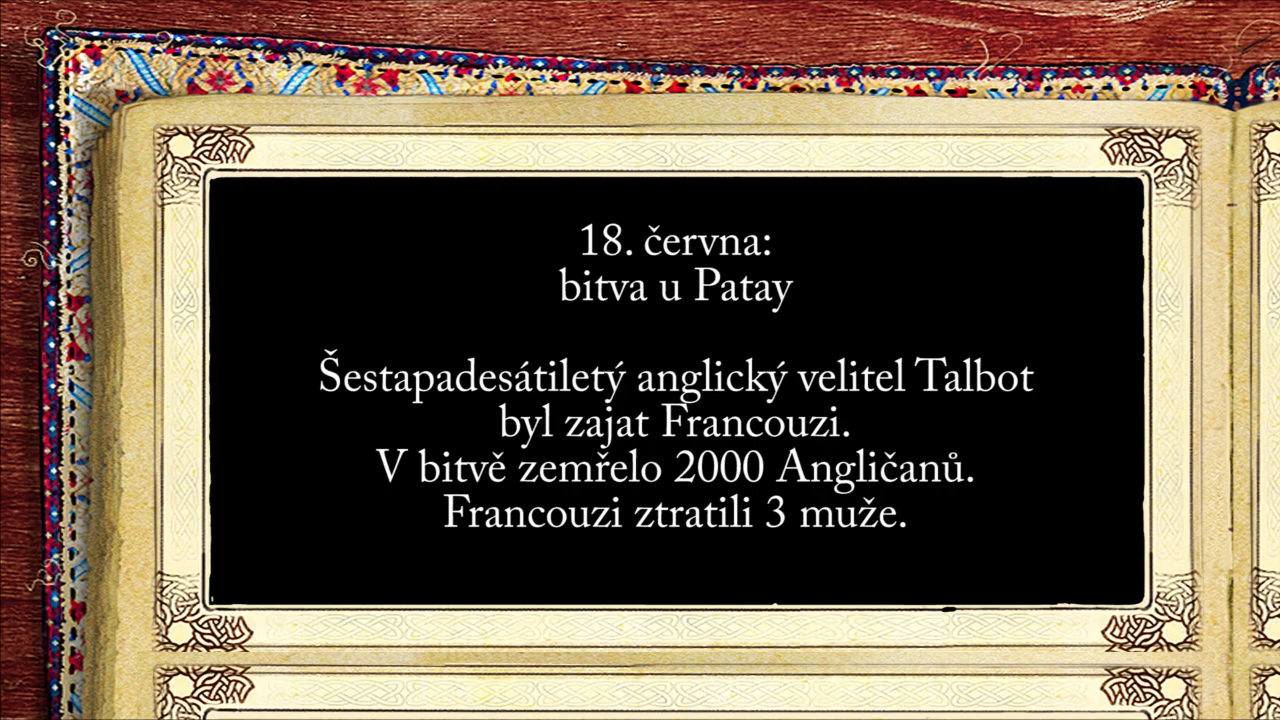 18. června:
bitva u Patay
Šestapadesátiletý anglický velitel Talbot
byl zajat Francouzi.
V bitvě zemřelo 2000 Angličanů.
Francouzi ztratili 3 muže.